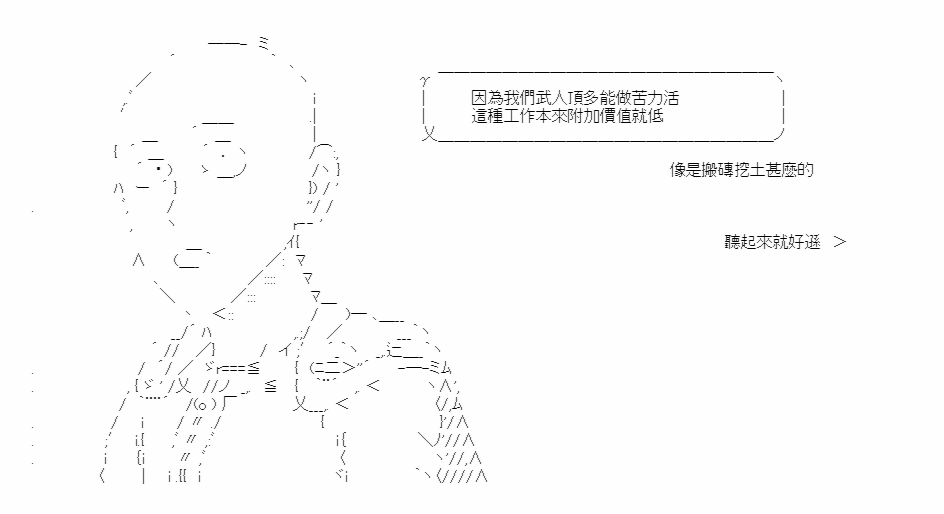 因為我們武人頂多能做苦力活
這種工作本來附加價值就低
像是搬磚挖土甚麼的
聽起來就好遜 ＞